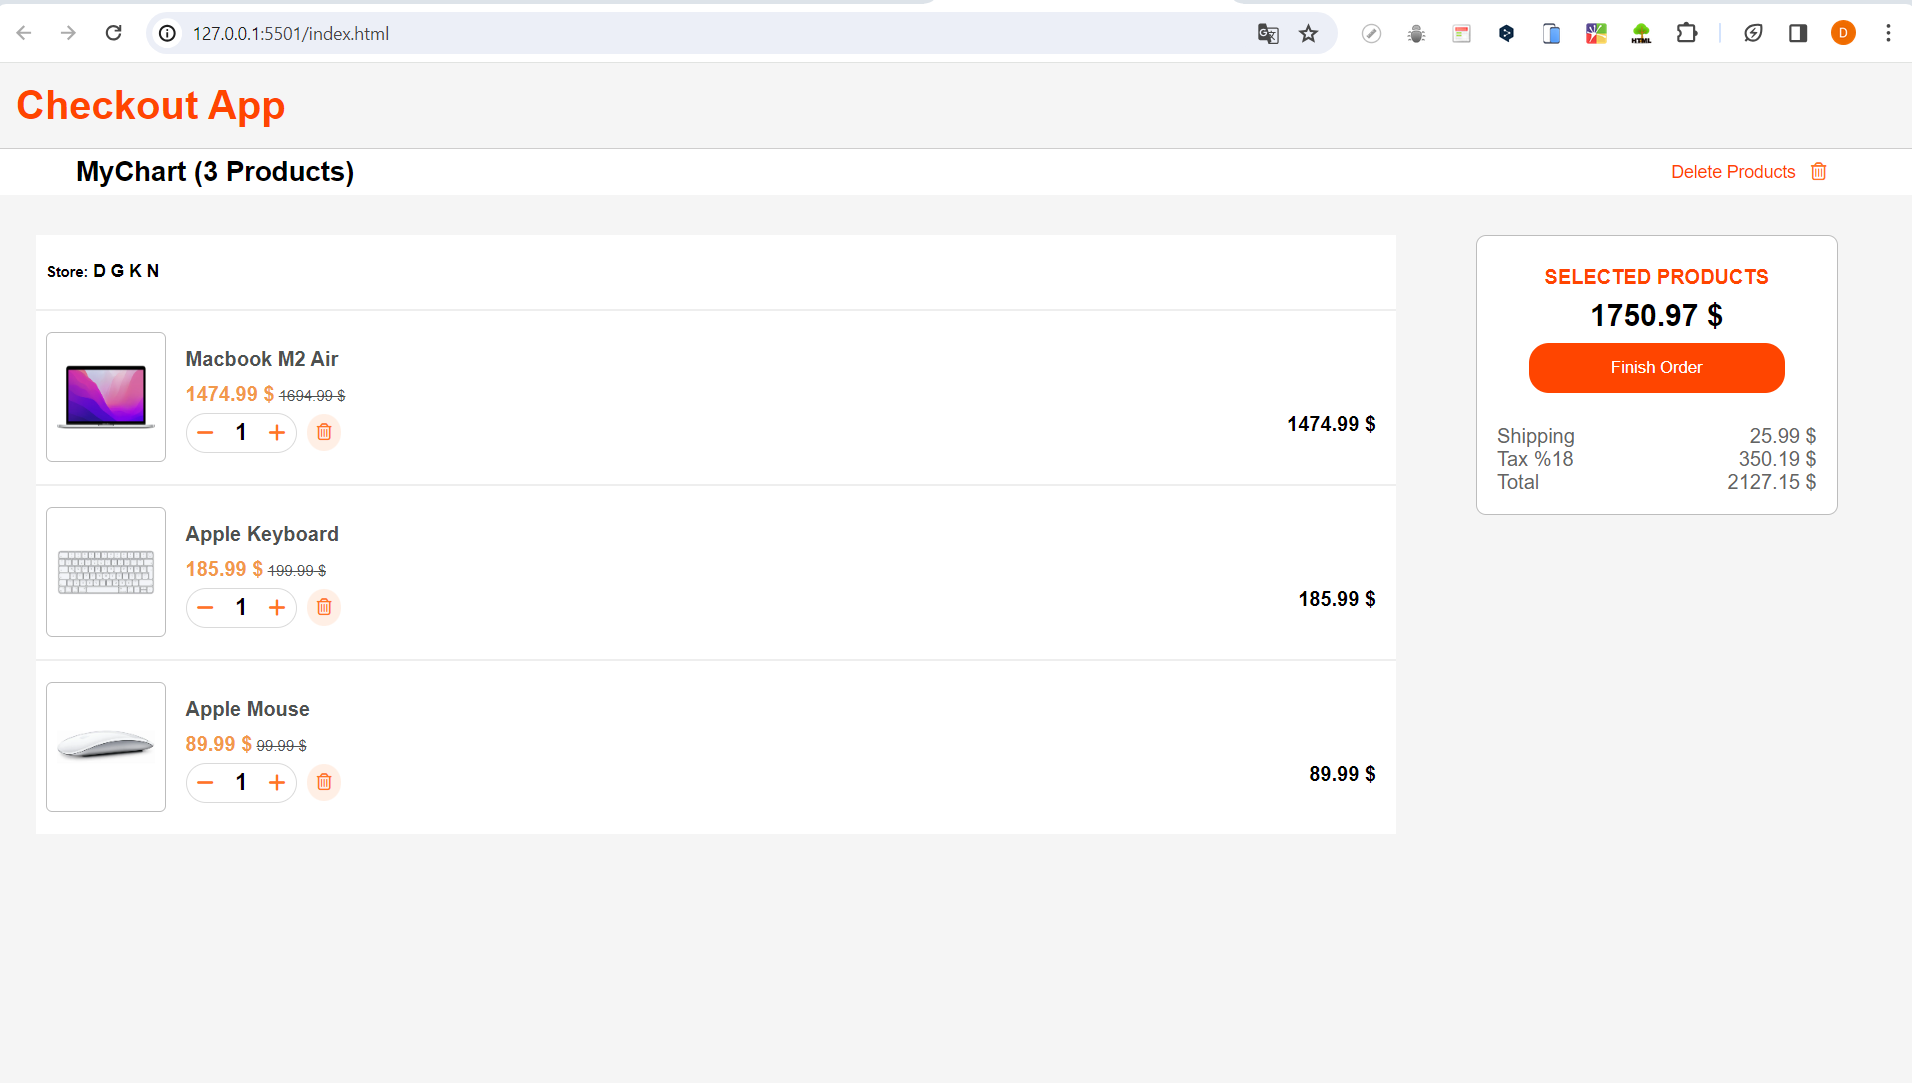 127.0.0.1:5501/index.html
D
Checkout App
MyChart (3 Products)
Delete Products
Store: D G K N
Macbook M2 Air
1474.99 $ 1694.99 $
1
1474.99 $
Apple Keyboard
185.99 $ 199.99 $
1
185.99 $
Apple Mouse
89.99 $ 99.99 $
1
89.99 $
SELECTED PRODUCTS
1750.97 $
Finish Order
Shipping 25.99 $
Tax %18 350.19 $
Total 2127.15 $
HTML